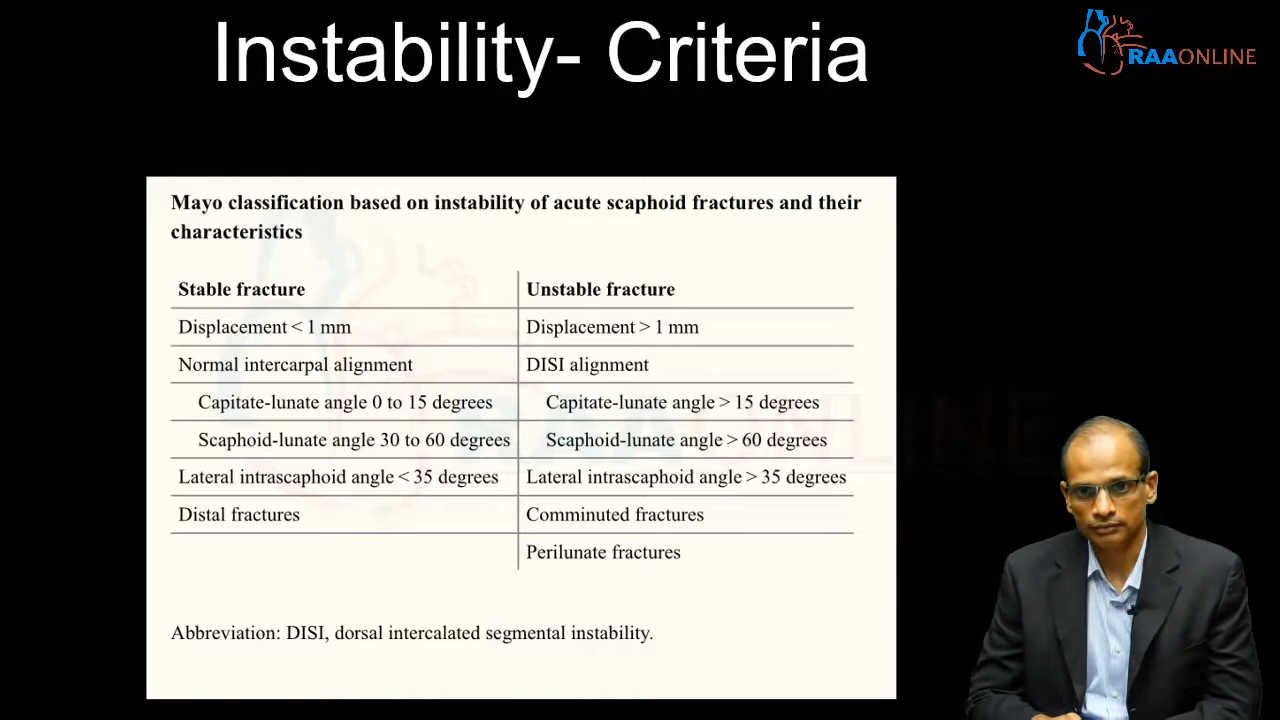 Instability- Criteria
RAAONLINE
Mayo classification based on instability of acute scaphoid fractures and their
characteristics
Stable fracture
Unstable fracture
Displacement < 1 mm
Displacement > 1 mm
Normal intercarpal alignment
DISI alignment
Capitate-lunate angle 0 to 15 degrees
Capitate-lunate angle > 15 degrees
Scaphoid-lunate angle 30 to 60 degrees
Scaphoid-lunate angle > 60 degrees
Lateral intrascaphoid angle < 35 degrees
Lateral intrascaphoid angle > 35 degrees
Distal fractures
Comminuted fractures
Perilunate fractures
Abbreviation: DISI, dorsal intercalated segmental instability.